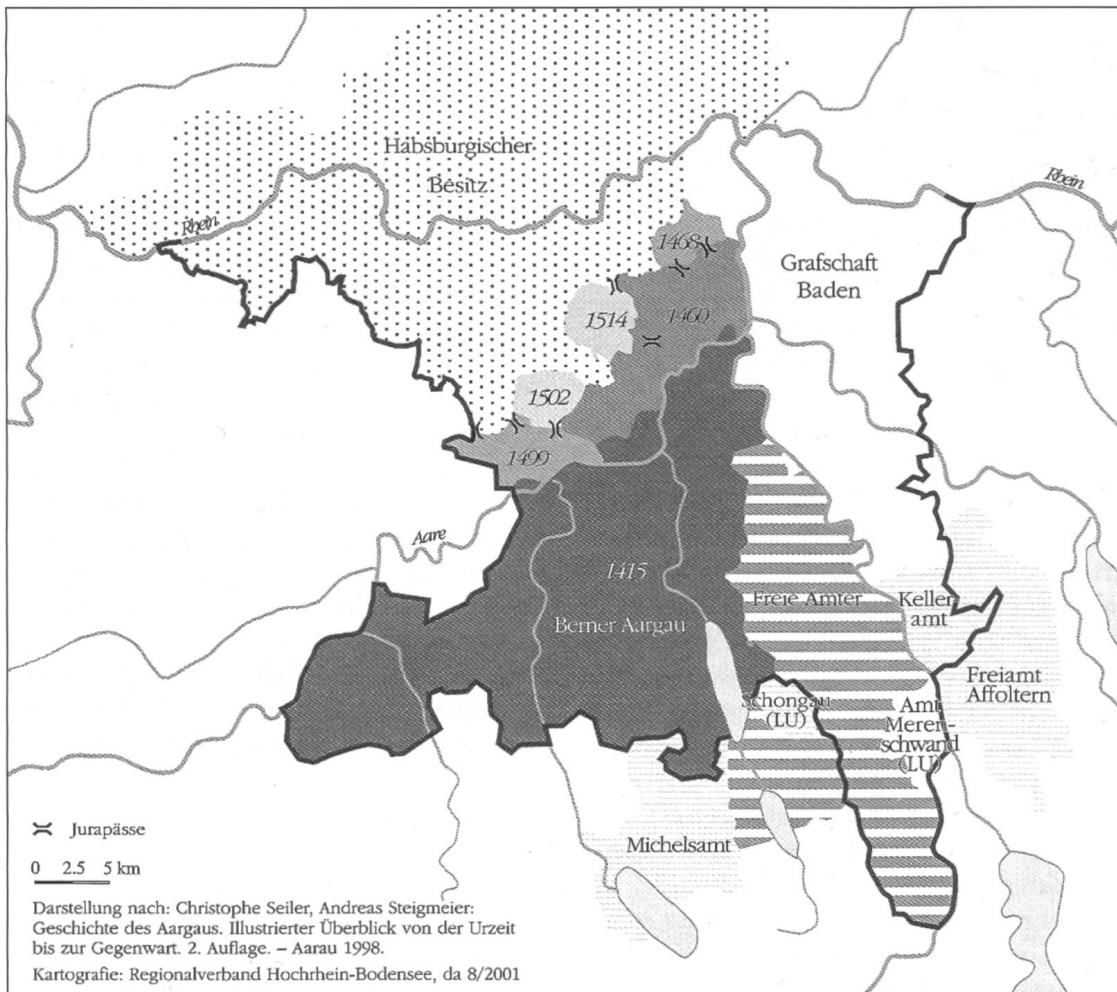 Habsburgischer
Besitz
Rhein
Rhein
1468
Grafschaft
Baden
1514
1460
1502
1499
Aare
1415
Berner Aargau
Freie Ämter
Keller
amt
Freiamt
Affoltern
Schongau
(LU)
Amt
Meren-
schwand
(LU)
Michelsamt
Jurapässe
0 2.5 5 km
Darstellung nach: Christophe Seiler, Andreas Steigmeier:
Geschichte des Aargaus. Illustrierter Überblick von der Urzeit
bis zur Gegenwart. 2. Auflage. – Aarau 1998.
Kartografie: Regionalverband Hochrhein-Bodensee, da 8/2001